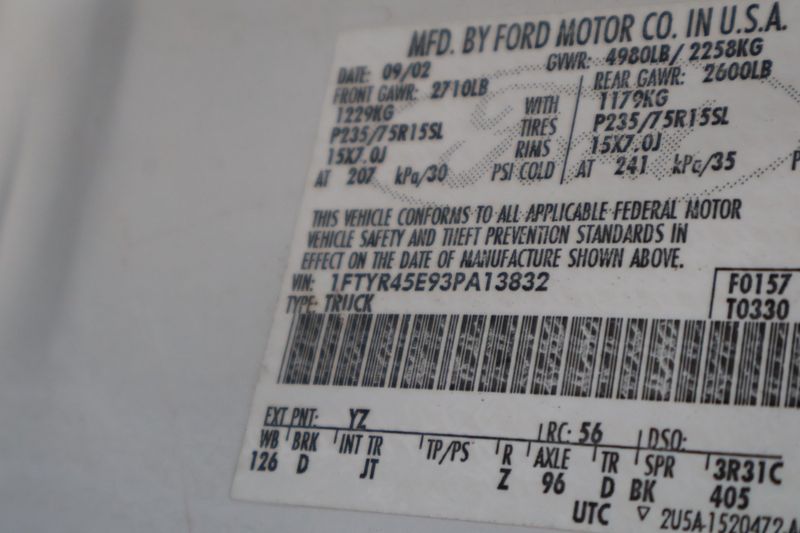 MFD. BY FORD MOTOR CO. IN U.S.A.
DATE: 09/02 GVWR: 4980LB/ 2258KG
FRONT GAWR: 2710LB REAR GAWR: 2600LB
1229KG WITH 1179KG
P235/75R15SL TIRES P235/75R15SL
15X7.0J RIMS 15X7.0J
AT 207 kPa/30 PSI COLD AT 241 kPa/35 P
THIS VEHICLE CONFORMS TO ALL APPLICABLE FEDERAL MOTOR
VEHICLE SAFETY AND THEFT PREVENTION STANDARDS IN
EFFECT ON THE DATE OF MANUFACTURE SHOWN ABOVE.
VIN: 1FTYR45E93PA13832 F0157
TYPE: TRUCK T0330
EXT PNT: YZ RC: 56 DSO:
WB BRK INT TR TP/PS R AXLE TR SPR 3R31C
126 D JT Z 96 D BK 405
UTC ▽ 2U5A-1520472-A